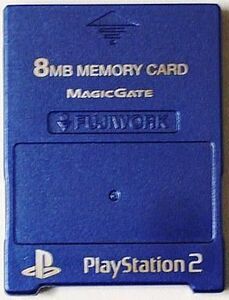 8MB MEMORY CARD
MAGICGATE
FUJIWORK
PlayStation 2